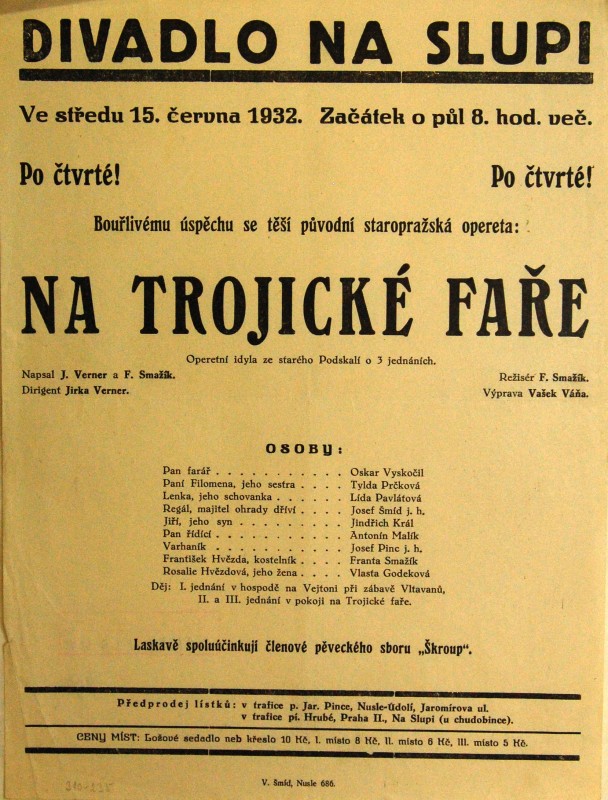 DIVADLO NA SLUPI
Ve středu 15. června 1932. Začátek o půl 8. hod. več.
Po čtvrté! Po čtvrté!
Bouřlivému úspěchu se těší původní staropražská opereta:
NA TROJICKÉ FAŘE
Operetní idyla ze starého Podskalí o 3 jednáních.
Napsal J. Verner a F. Smažík. Režisér F. Smažík.
Dirigent Jirka Verner. Výprava Vašek Váňa.
OSOBY:
Pan farář . . . . . . . . . . . Oskar Vyskočil
Paní Filomena, jeho sestra . . . . Tylda Prčková
Lenka, jeho schovanka . . . . . . Lída Pavlátová
Regál, majitel ohrady dříví . . . . Josef Šmíd j. h.
Jiří, jeho syn . . . . . . . . . . Jindřich Král
Pan řídící . . . . . . . . . . . Antonín Malík
Varhaník . . . . . . . . . . . Josef Pinc j. h.
František Hvězda, kostelník . . . . Franta Smažík
Rosalie Hvězdová, jeho žena . . . . Vlasta Godeková
Děj: I. jednání v hospodě na Vejtoni při zábavě Vltavanů,
II. a III. jednání v pokoji na Trojické faře.
Laskavě spoluúčinkují členové pěveckého sboru „Škroup".
Předprodej lístků: v trafice p. Jar. Pince, Nusle-Údolí, Jaromírova ul.
v trafice pí. Hrubé, Praha II., Na Slupi (u chudobince).
CENY MÍST: Ložové sedadlo neb křeslo 10 Kč, I. místo 8 Kč, II. místo 6 Kč, III. místo 5 Kč.
V. Šmíd, Nusle 686.